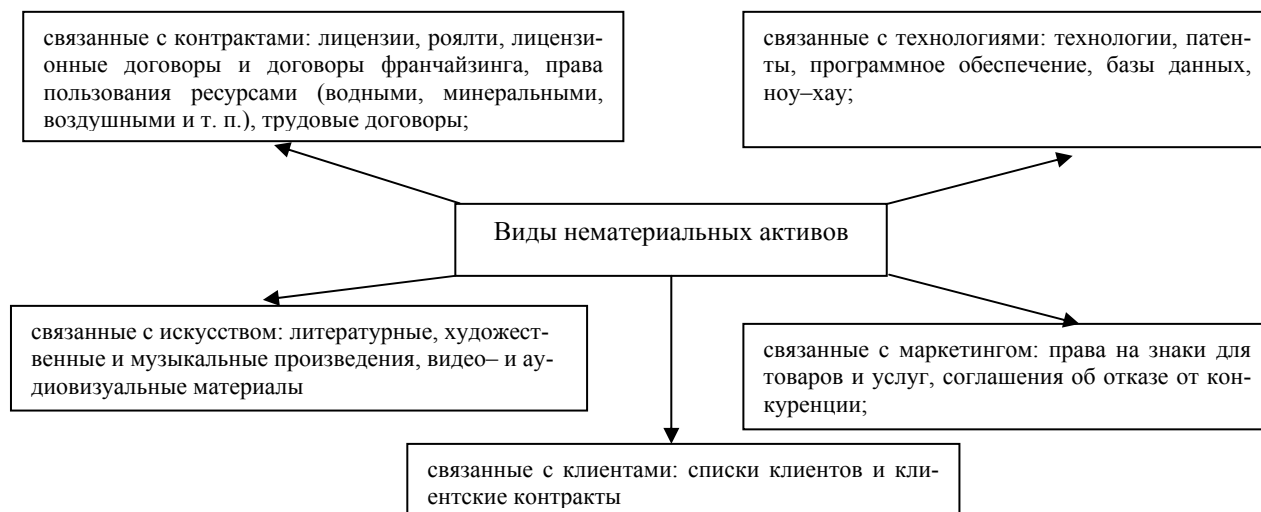 связанные с контрактами: лицензии, роялти, лицензи-
онные договоры и договоры франчайзинга, права
пользования ресурсами (водными, минеральными,
воздушными и т. п.), трудовые договоры;
связанные с технологиями: технологии, патен-
ты, программное обеспечение, базы данных,
ноу–хау;
Виды нематериальных активов
связанные с искусством: литературные, художест-
венные и музыкальные произведения, видео– и ау-
диовизуальные материалы
связанные с маркетингом: права на знаки для
товаров и услуг, соглашения об отказе от кон-
куренции;
связанные с клиентами: списки клиентов и кли-
ентские контракты